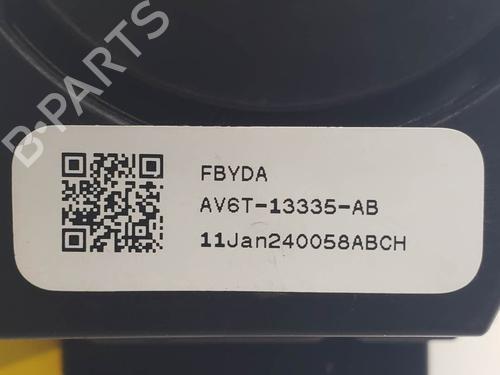 B-PARTS
FBYDA
AV6T-13335-AB
11Jan240058ABCH